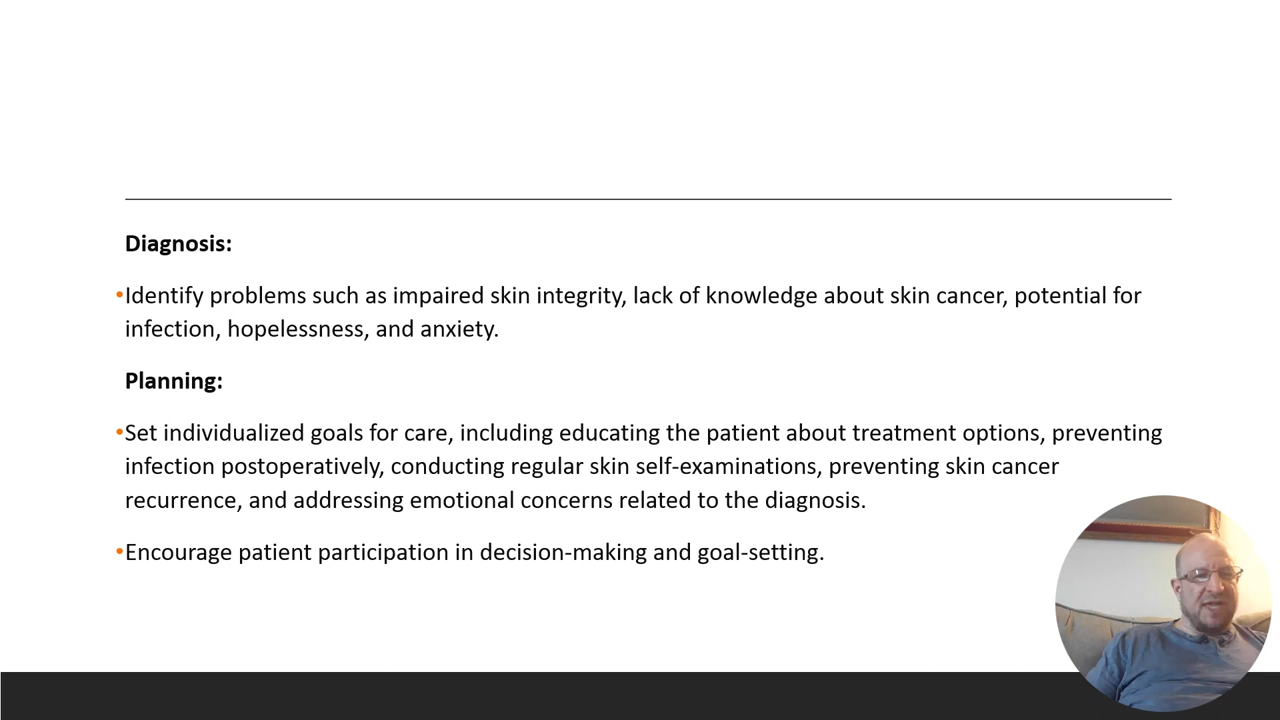 Diagnosis:
•Identify problems such as impaired skin integrity, lack of knowledge about skin cancer, potential for
infection, hopelessness, and anxiety.
Planning:
•Set individualized goals for care, including educating the patient about treatment options, preventing
infection postoperatively, conducting regular skin self-examinations, preventing skin cancer
recurrence, and addressing emotional concerns related to the diagnosis.
•Encourage patient participation in decision-making and goal-setting.